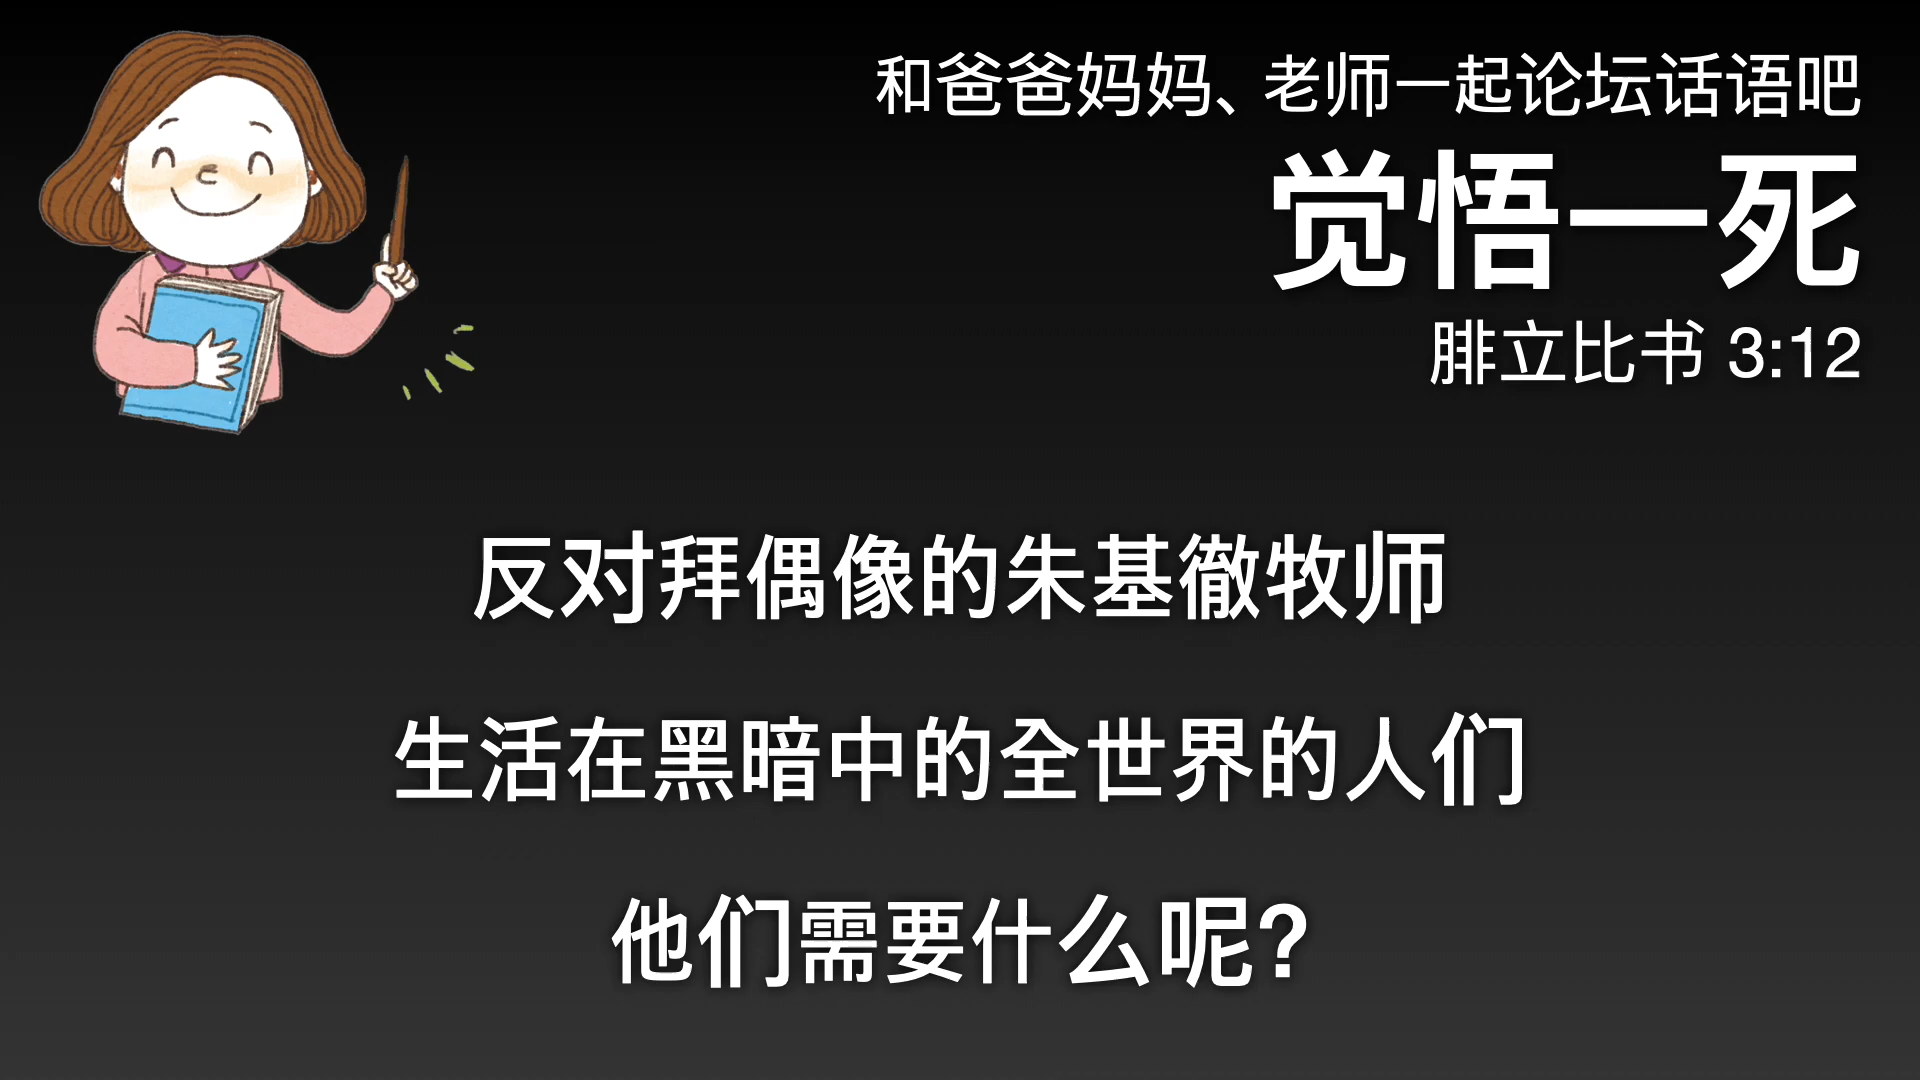 和爸爸妈妈、老师一起论坛话语吧
觉悟一死
腓立比书 3:12
反对拜偶像的朱基徹牧师
生活在黑暗中的全世界的人们
他们需要什么呢?